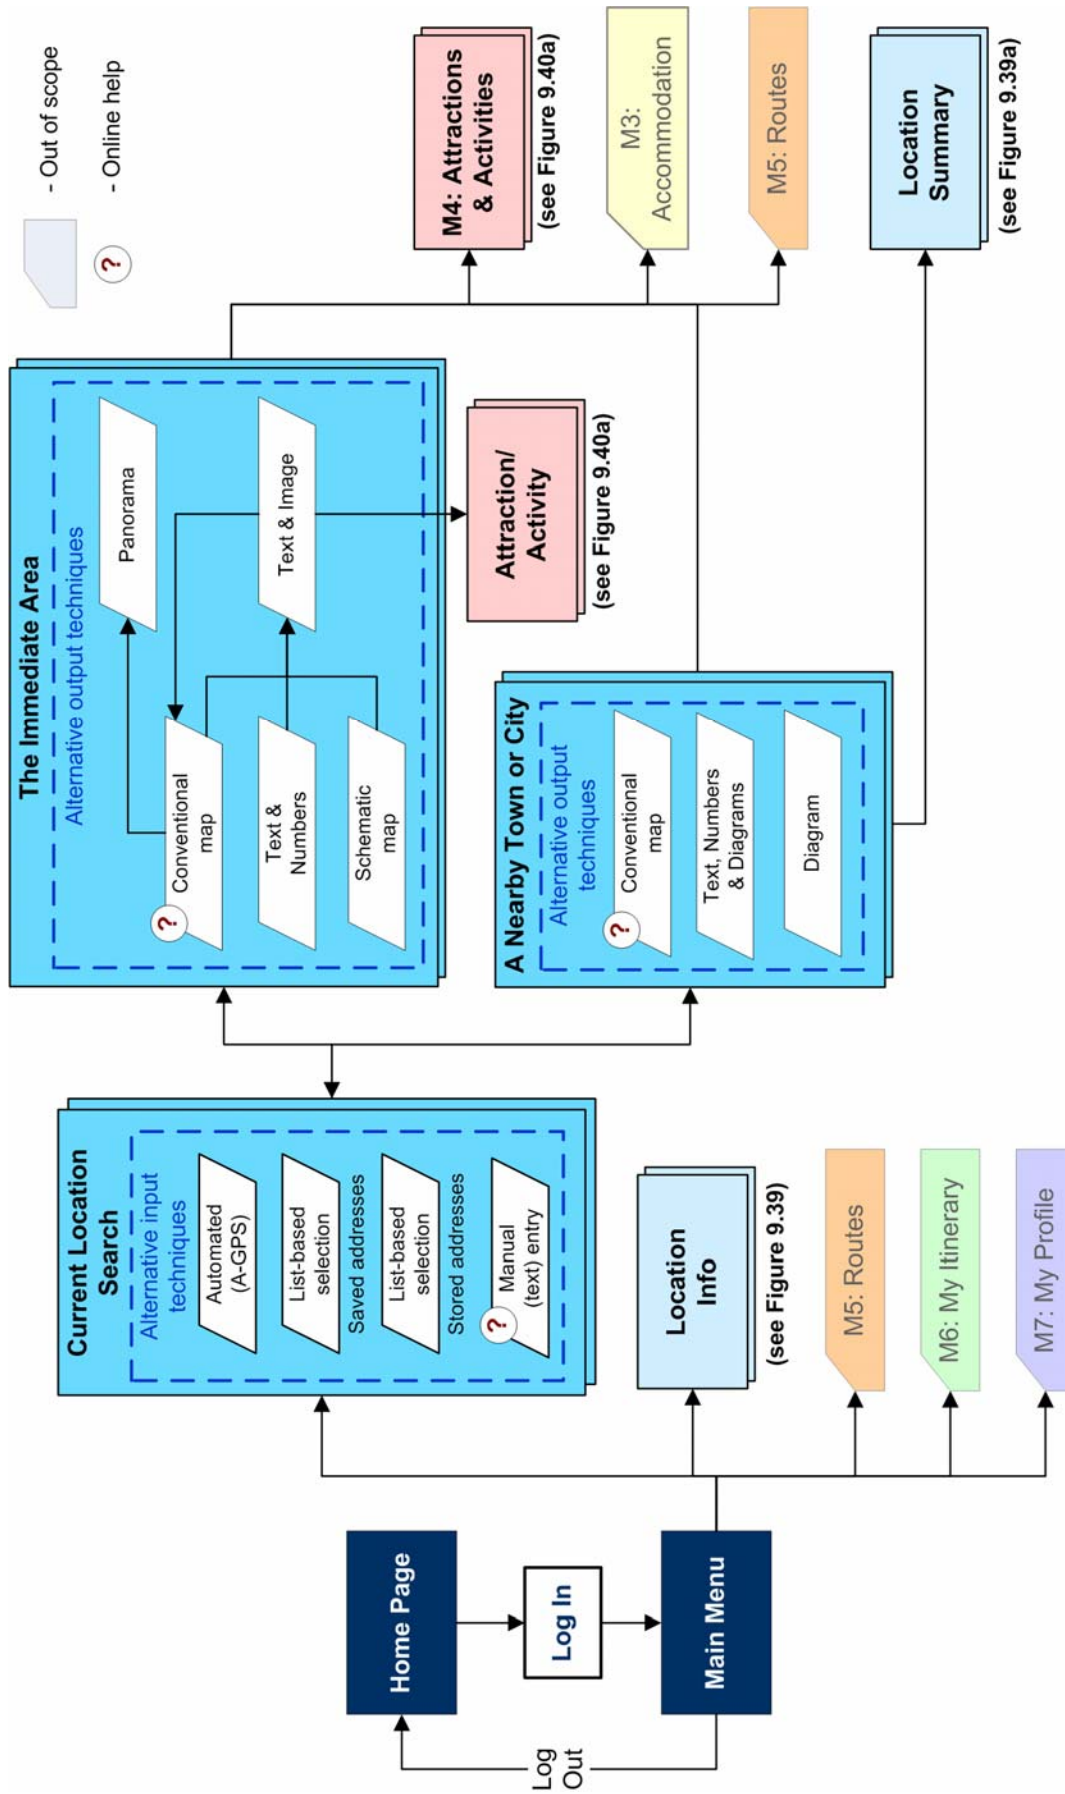 Home Page
Log In
Main Menu
Log
Out
Current Location
Search
Alternative input
techniques
Automated
(A-GPS)
List-based
selection
Saved addresses
List-based
selection
Stored addresses
?
Manual
(text) entry
Location
Info
(see Figure 9.39)
M5: Routes
M6: My Itinerary
M7: My Profile
The Immediate Area
Alternative output techniques
?
Conventional
map
Text &
Numbers
Schematic
map
Panorama
Text & Image
Attraction/
Activity
(see Figure 9.40a)
A Nearby Town or City
Alternative output
techniques
?
Conventional
map
Text, Numbers
& Diagrams
Diagram
- Out of scope
?
- Online help
M4: Attractions
& Activities
(see Figure 9.40a)
M3:
Accommodation
M5: Routes
Location
Summary
(see Figure 9.39a)